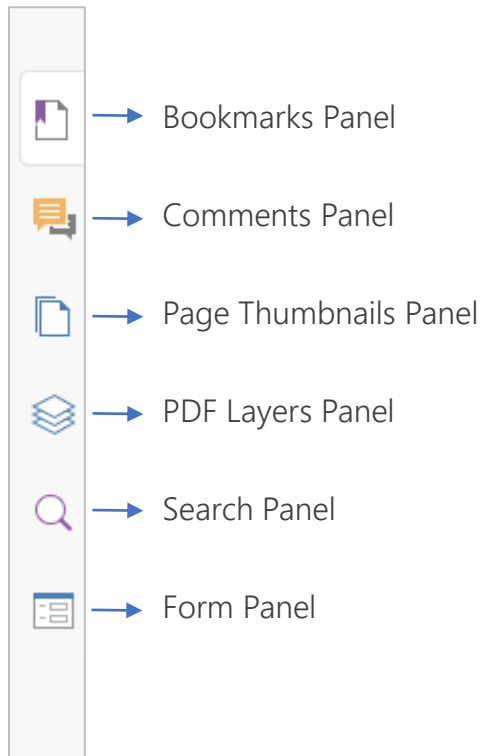 Bookmarks Panel
Comments Panel
Page Thumbnails Panel
PDF Layers Panel
Search Panel
Form Panel